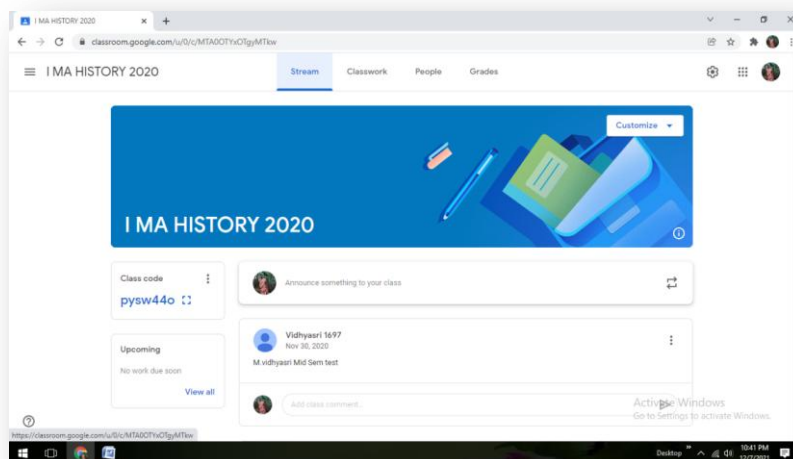 I MA HISTORY 2020
classroom.google.com/u/0/c/MTA0OTYxOTgyMTkw
I MA HISTORY 2020
Stream Classwork People Grades
Customize
I MA HISTORY 2020
Class code
pysw44o
Announce something to your class
Upcoming
No work due soon
View all
Vidhyasri 1697
Nov 30, 2020
M.vidhyasri Mid Sem test
Add class comment...
Activate Windows
Go to Settings to activate Windows.
https://classroom.google.com/u/0/c/MTA0OTYxOTgyMTkw
Desktop
10:41 PM
12/7/2021